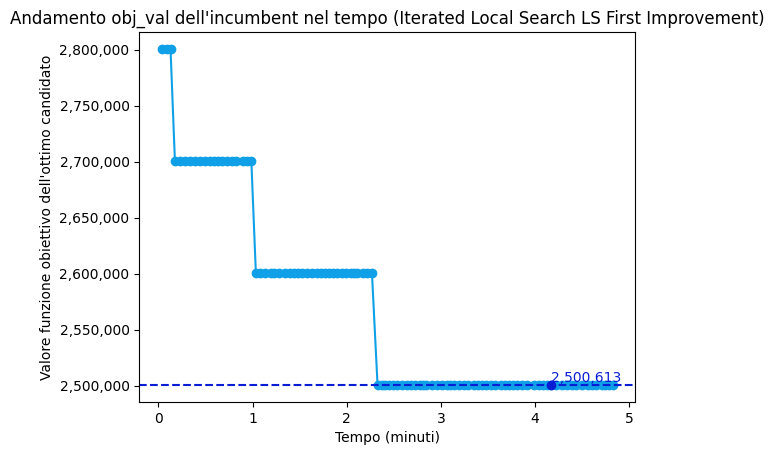 Andamento obj_val dell'incumbent nel tempo (Iterated Local Search LS First Improvement)
Valore funzione obiettivo dell'ottimo candidato
2,800,000
2,750,000
2,700,000
2,650,000
2,600,000
2,550,000
2,500,000
2,500,613
0 1 2 3 4 5
Tempo (minuti)